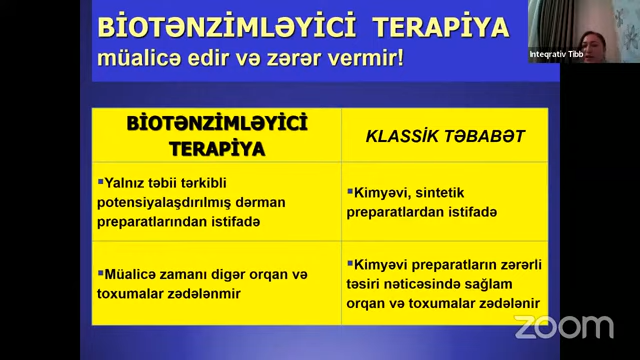 BİOTƏNZİMLƏYİCİ TERAPİYA
müalicə edir və zərər vermir!
Inteqrativ Tibb
BİOTƏNZİMLƏYİCİ
TERAPİYA
KLASSİK TƏBABƏT
▪Yalnız təbii tərkibli
potensiyalaşdırılmış dərman
preparatlarından istifadə
▪Kimyəvi, sintetik
preparatlardan istifadə
▪Müalicə zamanı digər orqan və
toxumalar zədələnmir
▪Kimyəvi preparatların zərərli
təsiri nəticəsində sağlam
orqan və toxumalar zədələnir
zoom